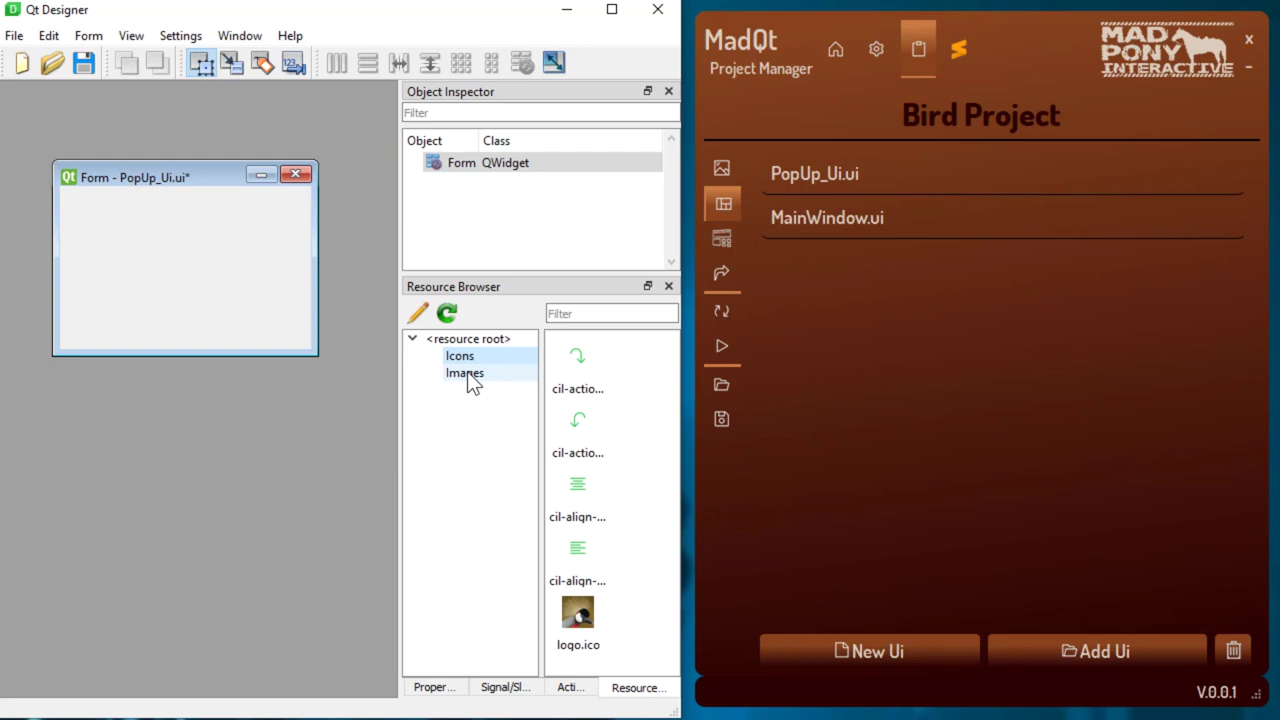 Qt Designer
File Edit Form View Settings Window Help
Object Inspector
Filter
Object Class
Form QWidget
Form - PopUp_Ui.ui*
Resource Browser
Filter
<resource root>
Icons
Images
cil-actio...
cil-actio...
cil-align-...
cil-align-...
logo.ico
Proper... Signal/Sl... Acti... Resource...
MadQt
Project Manager
MAD
PONY
INTERACTIVE
x
-
Bird Project
PopUp_Ui.ui
MainWindow.ui
New Ui Add Ui
V.0.0.1